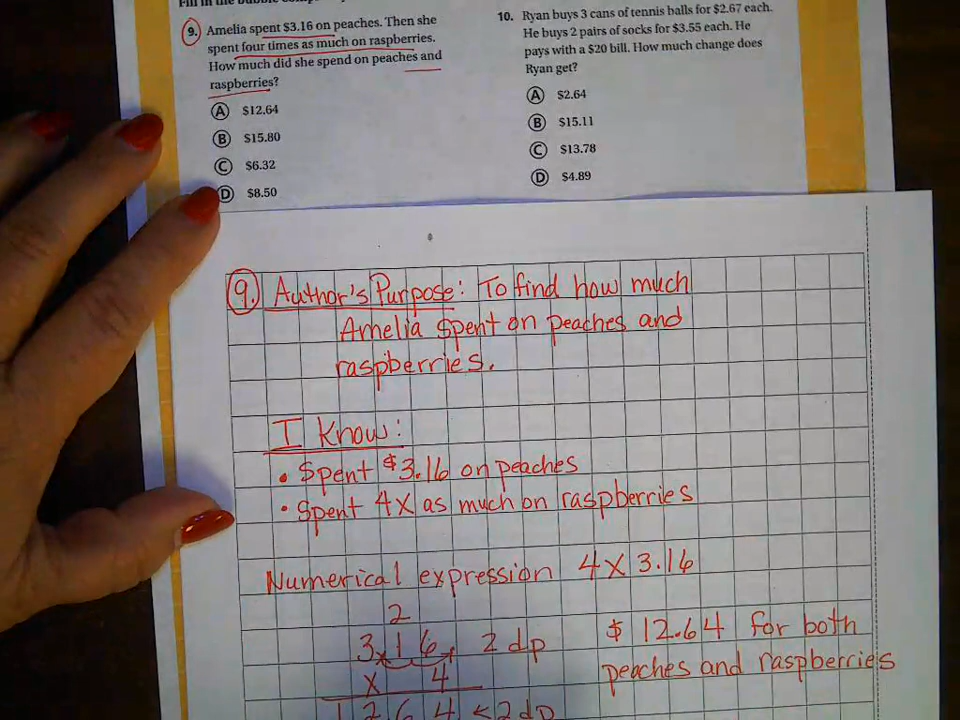 9. Amelia spent $3.16 on peaches. Then she
spent four times as much on raspberries.
How much did she spend on peaches and
raspberries?
A $12.64
B $15.80
C $6.32
D $8.50
10. Ryan buys 3 cans of tennis balls for $2.67 each.
He buys 2 pairs of socks for $3.55 each. He
pays with a $20 bill. How much change does
Ryan get?
A $2.64
B $15.11
C $13.78
D $4.89
9. Author's Purpose: To find how much
Amelia spent on peaches and
raspberries.
I Know:
• Spent $3.16 on peaches
• Spent 4x as much on raspberries
Numerical expression 4 x 3.16
2
3.16 2 dp
x 4
12 64 < 2 dp
$ 12.64 for both
peaches and raspberries